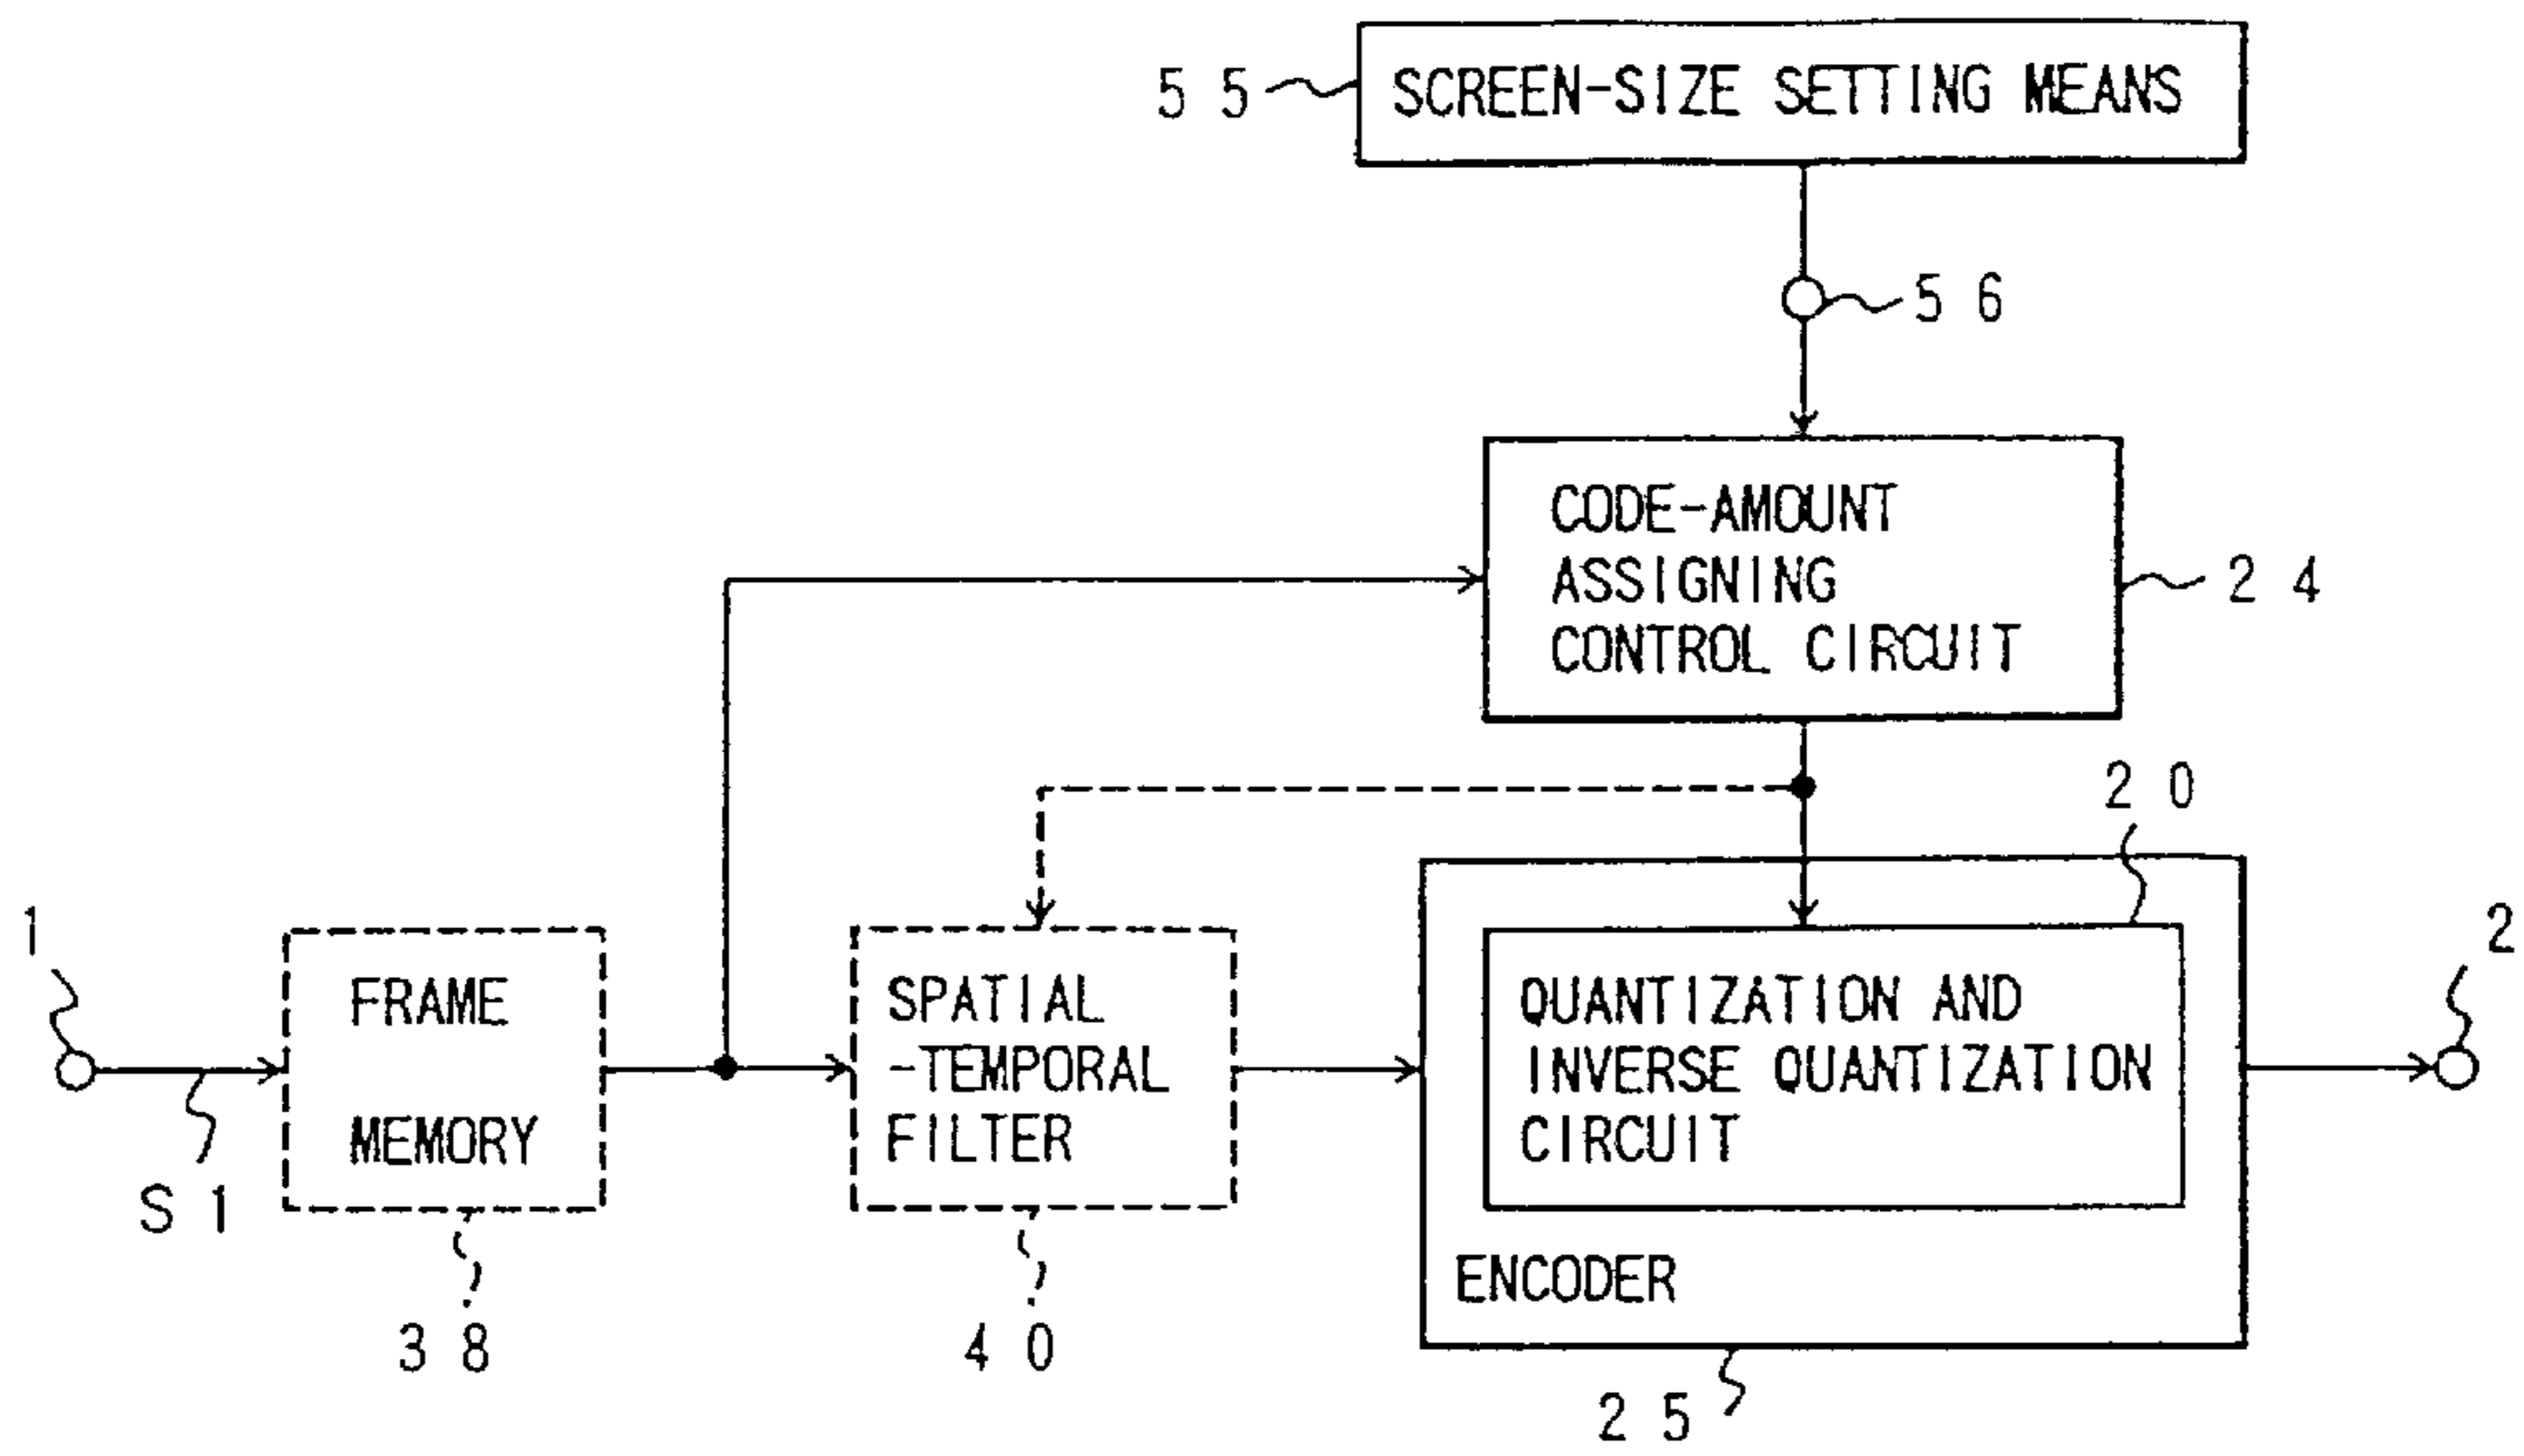 55
SCREEN-SIZE SETTING MEANS
56
CODE-AMOUNT
ASSIGNING
CONTROL CIRCUIT
24
20
1
S1
FRAME
MEMORY
38
SPATIAL
-TEMPORAL
FILTER
40
QUANTIZATION AND
INVERSE QUANTIZATION
CIRCUIT
ENCODER
25
2